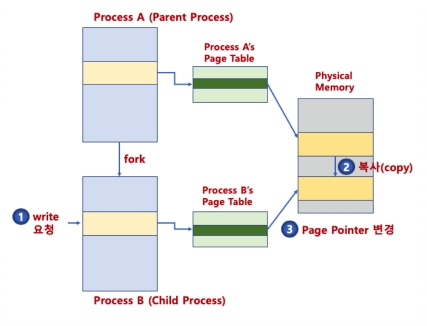 Process A (Parent Process)
Process A's
Page Table
Physical
Memory
fork
2 복사(copy)
Process B's
Page Table
1 write
요청
3 Page Pointer 변경
Process B (Child Process)